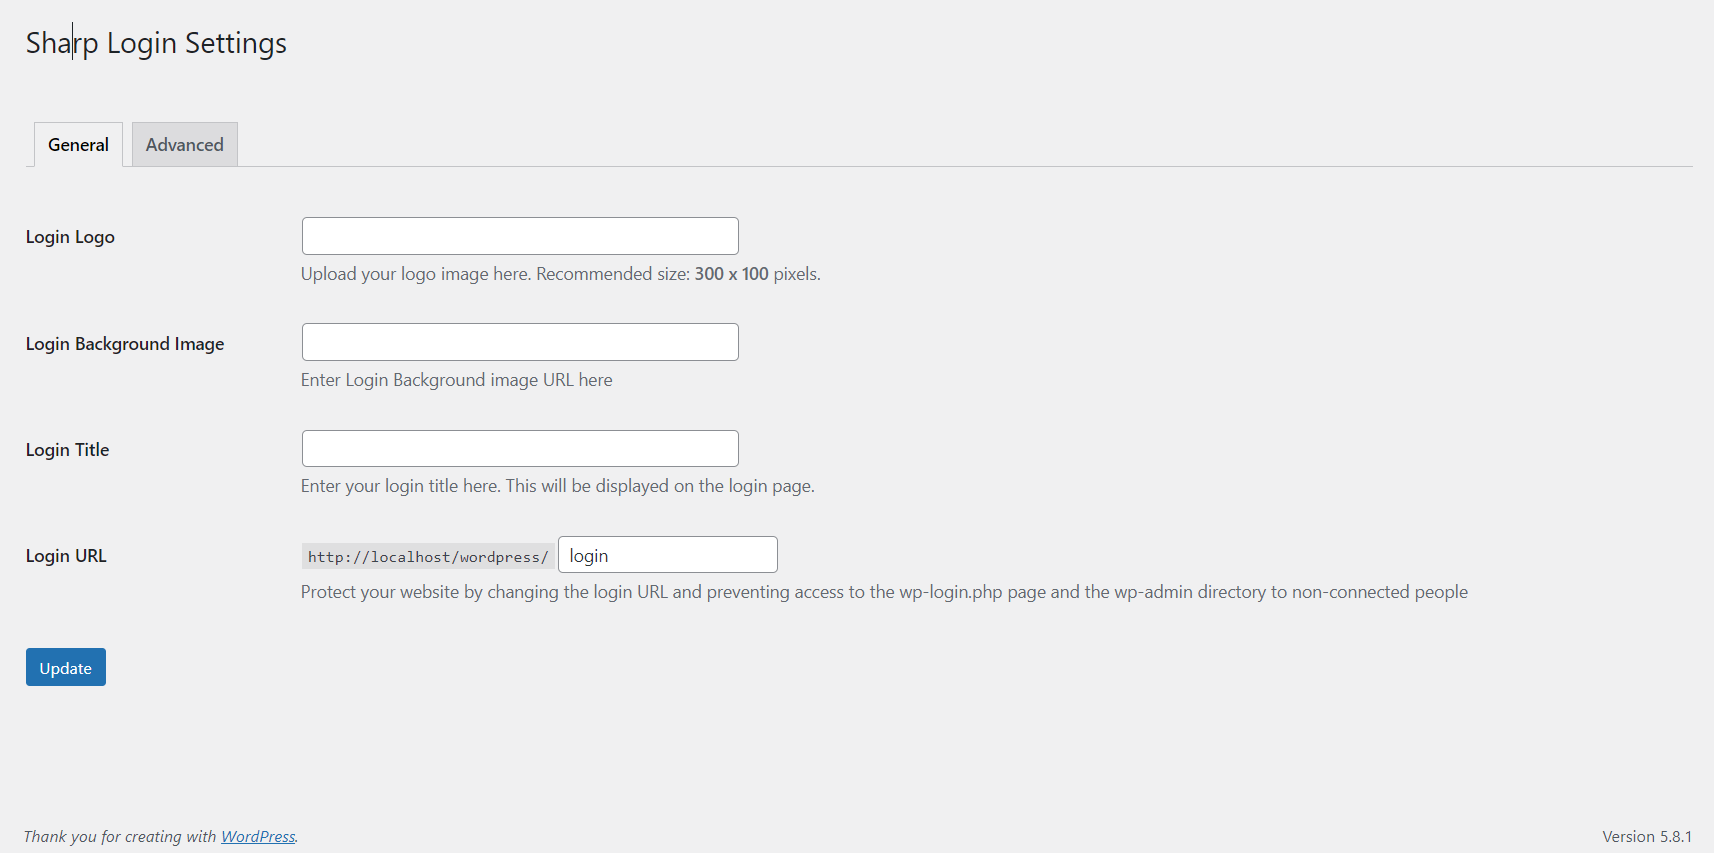 Sharp Login Settings
General Advanced
Login Logo
Upload your logo image here. Recommended size: 300 x 100 pixels.
Login Background Image
Enter Login Background image URL here
Login Title
Enter your login title here. This will be displayed on the login page.
Login URL http://localhost/wordpress/ login
Protect your website by changing the login URL and preventing access to the wp-login.php page and the wp-admin directory to non-connected people
Update
Thank you for creating with WordPress. Version 5.8.1